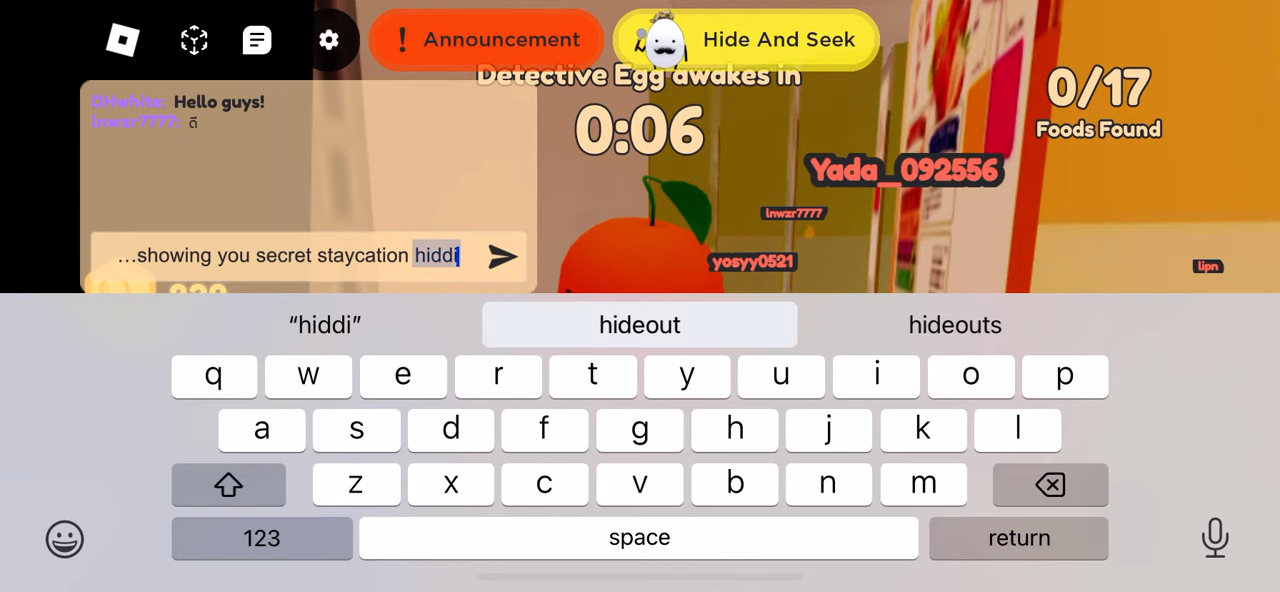 ! Announcement
Hide And Seek
Detective Egg awakes in
0:06
0/17
Foods Found
DHwhite: Hello guys!
lnwzr7777: ดี
Yada_092556
lnwzr7777
yosyy0521
lipn
…showing you secret staycation hiddi
“hiddi”
hideout
hideouts
q w e r t y u i o p
a s d f g h j k l
z x c v b n m
123
space
return